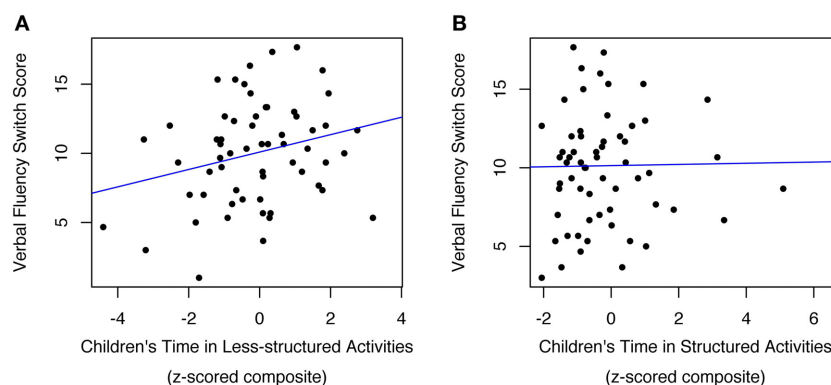 A
Verbal Fluency Switch Score
15
10
5
-4 -2 0 2 4
Children's Time in Less-structured Activities
(z-scored composite)
B
Verbal Fluency Switch Score
15
10
5
-2 0 2 4 6
Children's Time in Structured Activities
(z-scored composite)